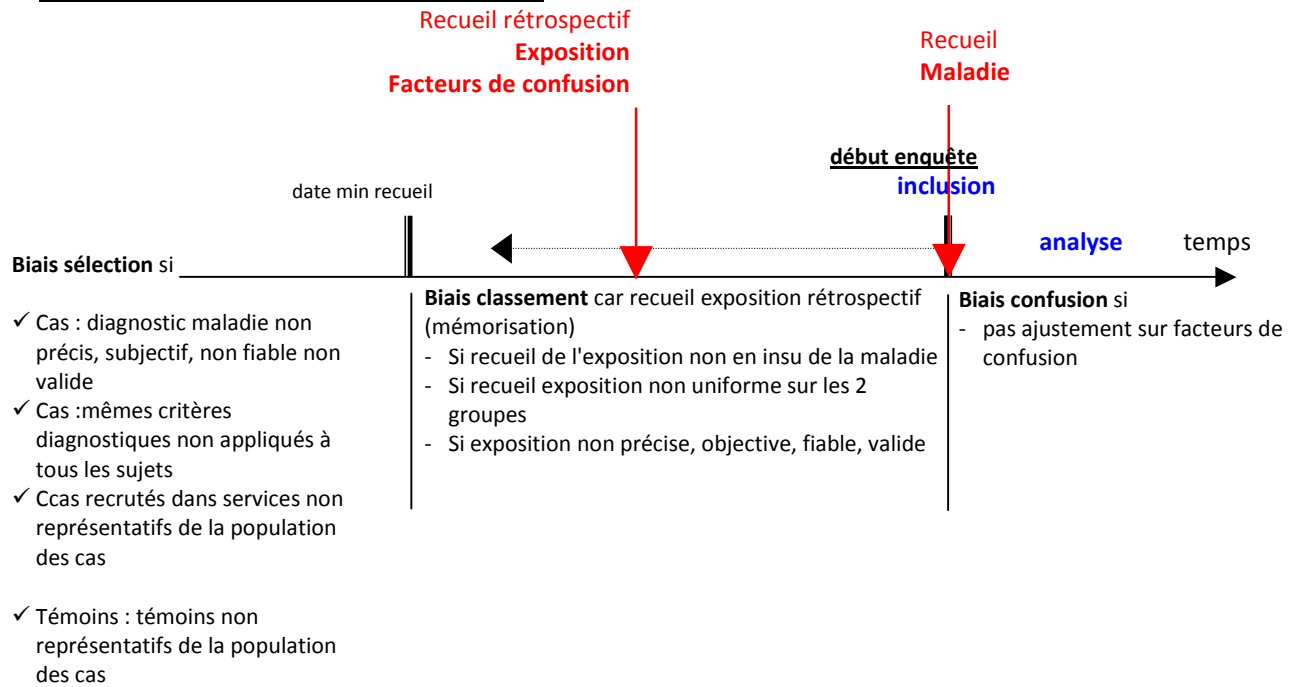 Recueil rétrospectif
Exposition
Facteurs de confusion
Recueil
Maladie
début enquête
inclusion
date min recueil
analyse
temps
Biais sélection si
✓ Cas : diagnostic maladie non
précis, subjectif, non fiable non
valide
✓ Cas :mêmes critères
diagnostiques non appliqués à
tous les sujets
✓ Ccas recrutés dans services non
représentatifs de la population
des cas
✓ Témoins : témoins non
représentatifs de la population
des cas
Biais classement car recueil exposition rétrospectif
(mémorisation)
- Si recueil de l'exposition non en insu de la maladie
- Si recueil exposition non uniforme sur les 2
groupes
- Si exposition non précise, objective, fiable, valide
Biais confusion si
- pas ajustement sur facteurs de
confusion